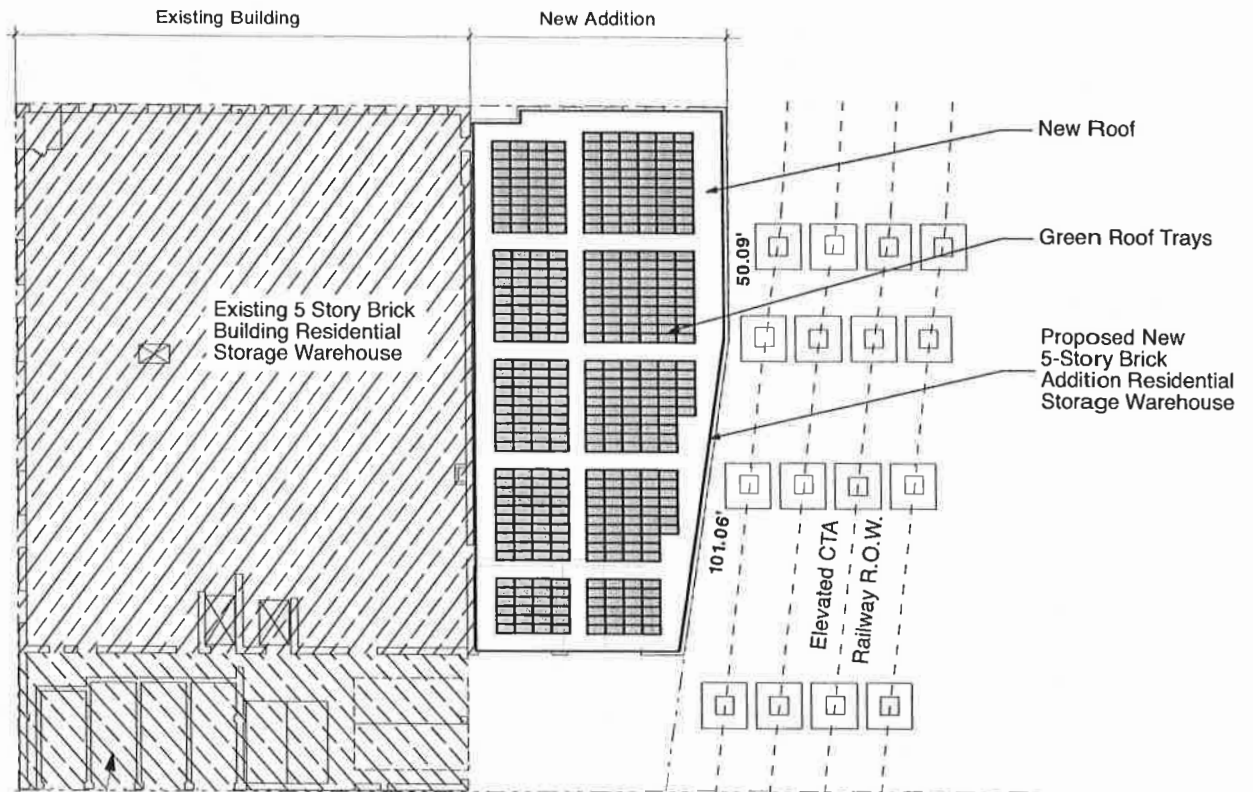 Existing Building
New Addition
New Roof
Green Roof Trays
50.09'
Existing 5 Story Brick
Building Residential
Storage Warehouse
Proposed New
5-Story Brick
Addition Residential
Storage Warehouse
101.06'
Elevated CTA
Railway R.O.W.